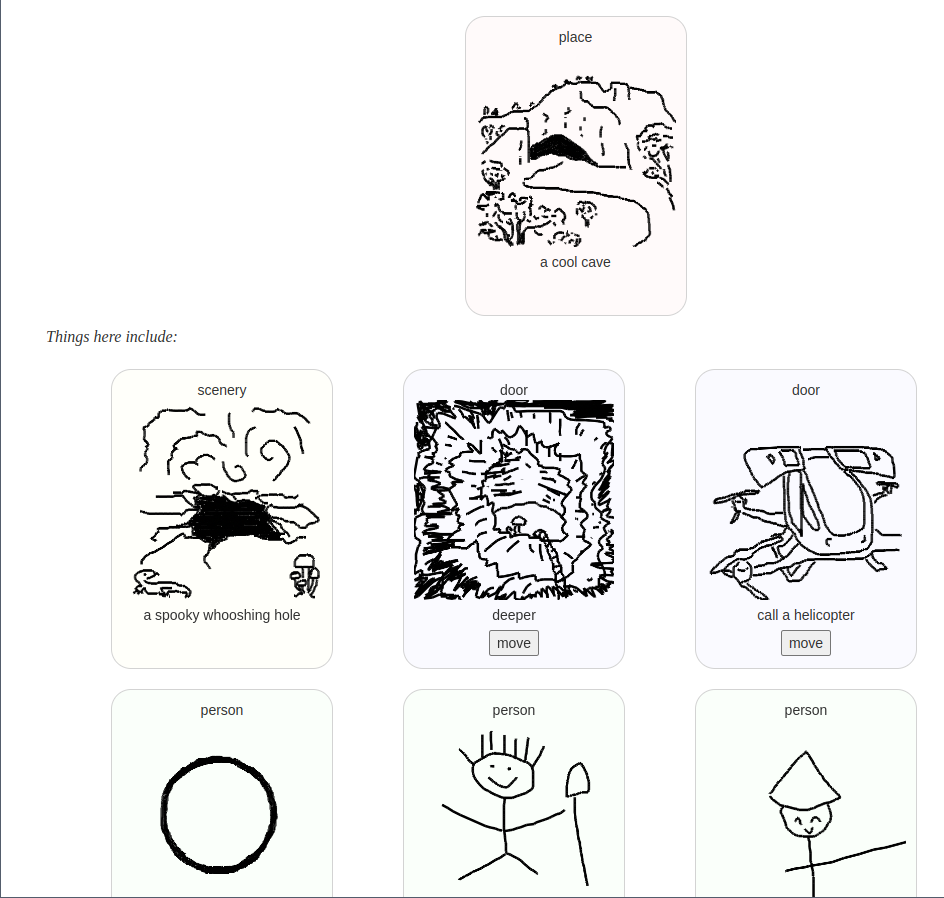 place
a cool cave
Things here include:
scenery
a spooky whooshing hole
door
deeper
move
door
call a helicopter
move
person
person
person